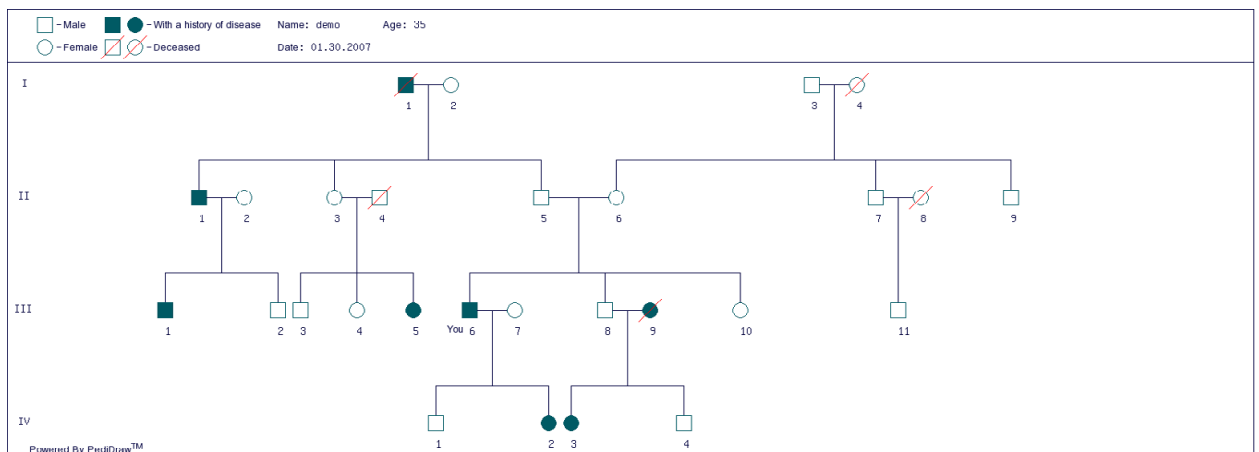 - Male - With a history of disease Name: demo Age: 35
- Female - Deceased Date: 01.30.2007
I
1 2 3 4
II
1 2 3 4 5 6 7 8 9
III
1 2 3 4 5 You 6 7 8 9 10 11
IV
1 2 3 4
Powered By PediDraw™